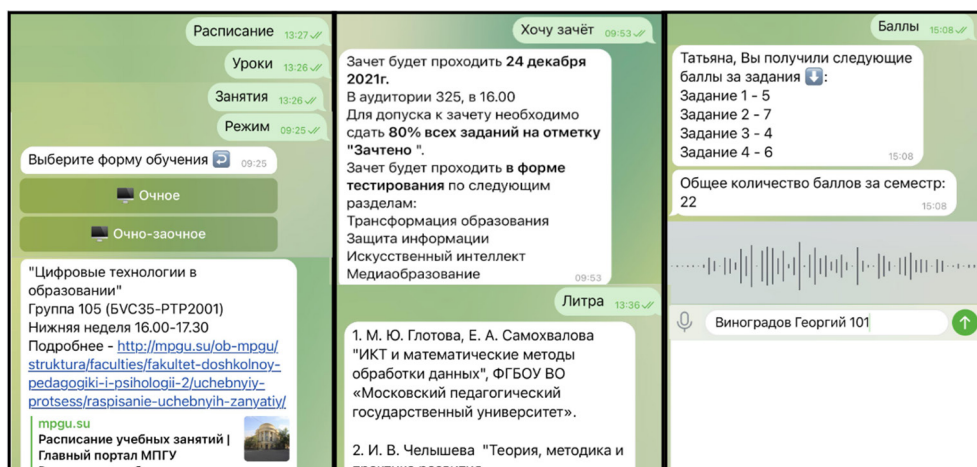 Расписание 13:27
Уроки 13:26
Занятия 13:26
Режим 09:25
Выберите форму обучения 09:25
Очное
Очно-заочное
"Цифровые технологии в
образовании"
Группа 105 (БVC35-РТР2001)
Нижняя неделя 16.00-17.30
Подробнее - http://mpgu.su/ob-mpgu/
struktura/faculties/fakultet-doshkolnoy-
pedagogiki-i-psihologii-2/uchebnyiy-
protsess/raspisanie-uchebnyih-zanyatiy/
mpgu.su
Расписание учебных занятий |
Главный портал МПГУ
Хочу зачёт 09:53
Зачет будет проходить 24 декабря
2021г.
В аудитории 325, в 16.00
Для допуска к зачету необходимо
сдать 80% всех заданий на отметку
"Зачтено ".
Зачет будет проходить в форме
тестирования по следующим
разделам:
Трансформация образования
Защита информации
Искусственный интеллект
Медиаобразование 09:53
Литра 13:36
1. М. Ю. Глотова, Е. А. Самохвалова
"ИКТ и математические методы
обработки данных", ФГБОУ ВО
«Московский педагогический
государственный университет».
2. И. В. Челышева "Теория, методика и
Баллы 15:08
Татьяна, Вы получили следующие
баллы за задания :
Задание 1 - 5
Задание 2 - 7
Задание 3 - 4
Задание 4 - 6
15:08
Общее количество баллов за семестр:
22 15:08
Виноградов Георгий 101